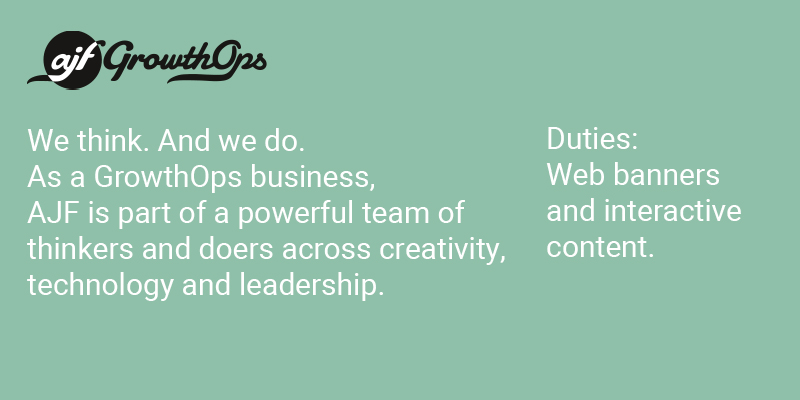 ajf GrowthOps
We think. And we do.
As a GrowthOps business,
AJF is part of a powerful team of
thinkers and doers across creativity,
technology and leadership.
Duties:
Web banners
and interactive
content.